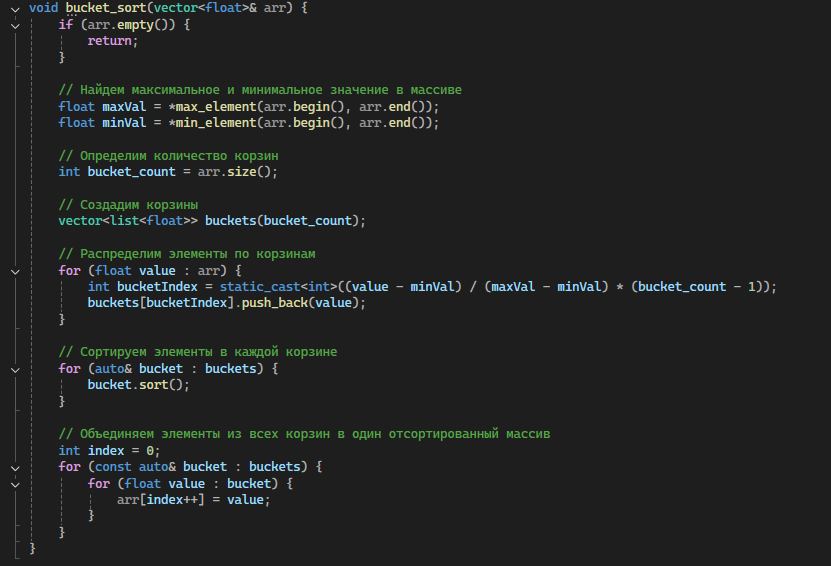 void bucket_sort(vector<float>& arr) {
    if (arr.empty()) {
        return;
    }

    // Найдем максимальное и минимальное значение в массиве
    float maxVal = *max_element(arr.begin(), arr.end());
    float minVal = *min_element(arr.begin(), arr.end());

    // Определим количество корзин
    int bucket_count = arr.size();

    // Создадим корзины
    vector<list<float>> buckets(bucket_count);

    // Распределим элементы по корзинам
    for (float value : arr) {
        int bucketIndex = static_cast<int>((value - minVal) / (maxVal - minVal) * (bucket_count - 1));
        buckets[bucketIndex].push_back(value);
    }

    // Сортируем элементы в каждой корзине
    for (auto& bucket : buckets) {
        bucket.sort();
    }

    // Объединяем элементы из всех корзин в один отсортированный массив
    int index = 0;
    for (const auto& bucket : buckets) {
        for (float value : bucket) {
            arr[index++] = value;
        }
    }
}